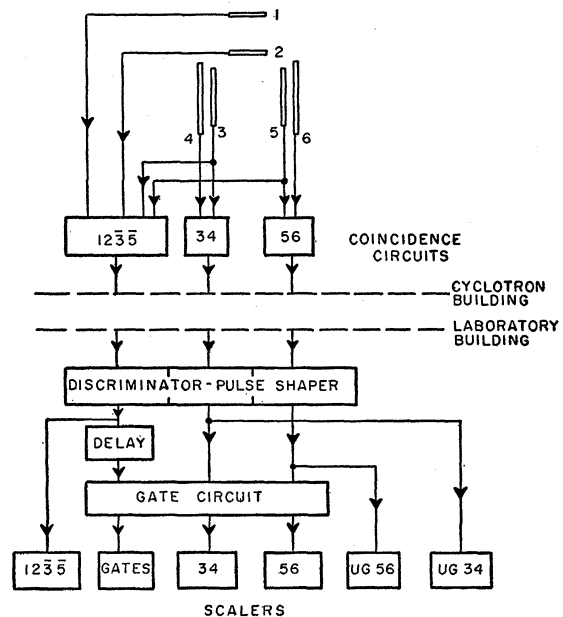 1
2
4 3 5 6
123̅5̅ 34 56
COINCIDENCE
CIRCUITS
CYCLOTRON
BUILDING
LABORATORY
BUILDING
DISCRIMINATOR-PULSE SHAPER
DELAY
GATE CIRCUIT
123̅5̅ GATES 34 56 UG 56 UG 34
SCALERS